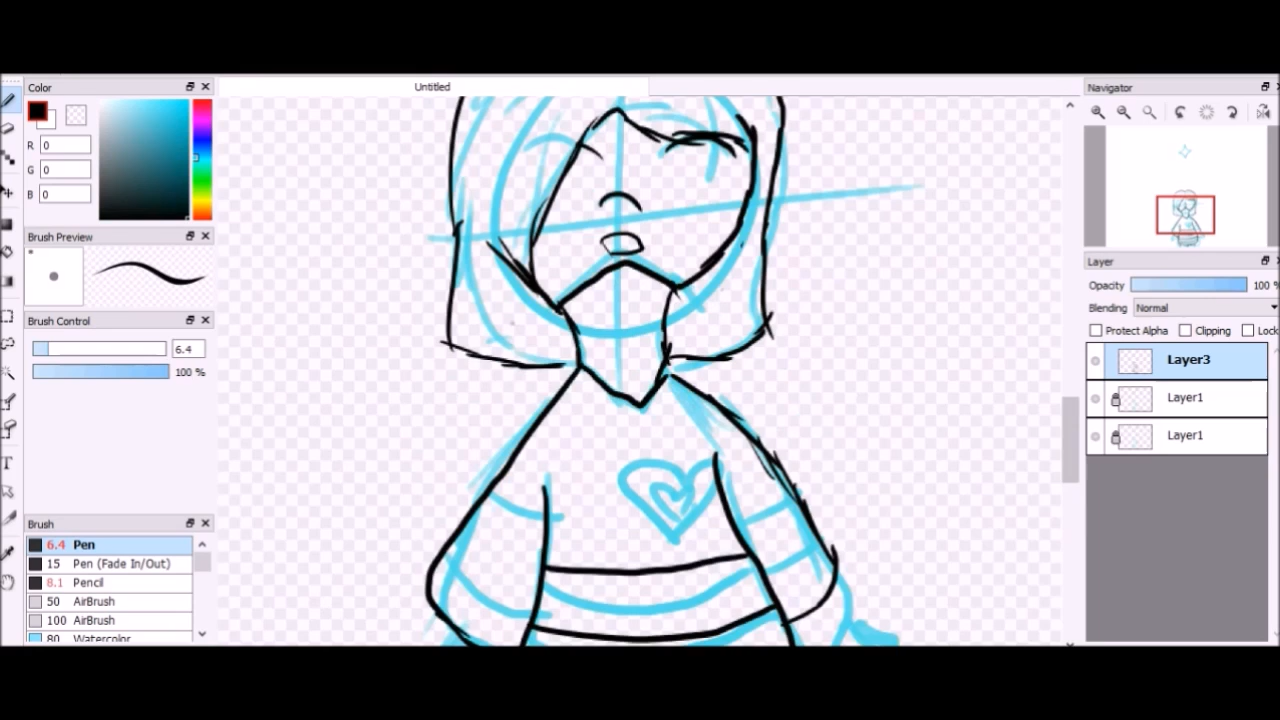 Color
Untitled
Navigator
R 0
G 0
B 0
Brush Preview
Layer
Opacity 100 %
Blending Normal
Brush Control
Protect Alpha Clipping Lock
6.4
100 %
Layer3
Layer1
Layer1
T
Brush
6.4 Pen
15 Pen (Fade In/Out)
8.1 Pencil
50 AirBrush
100 AirBrush
80 Watercolor